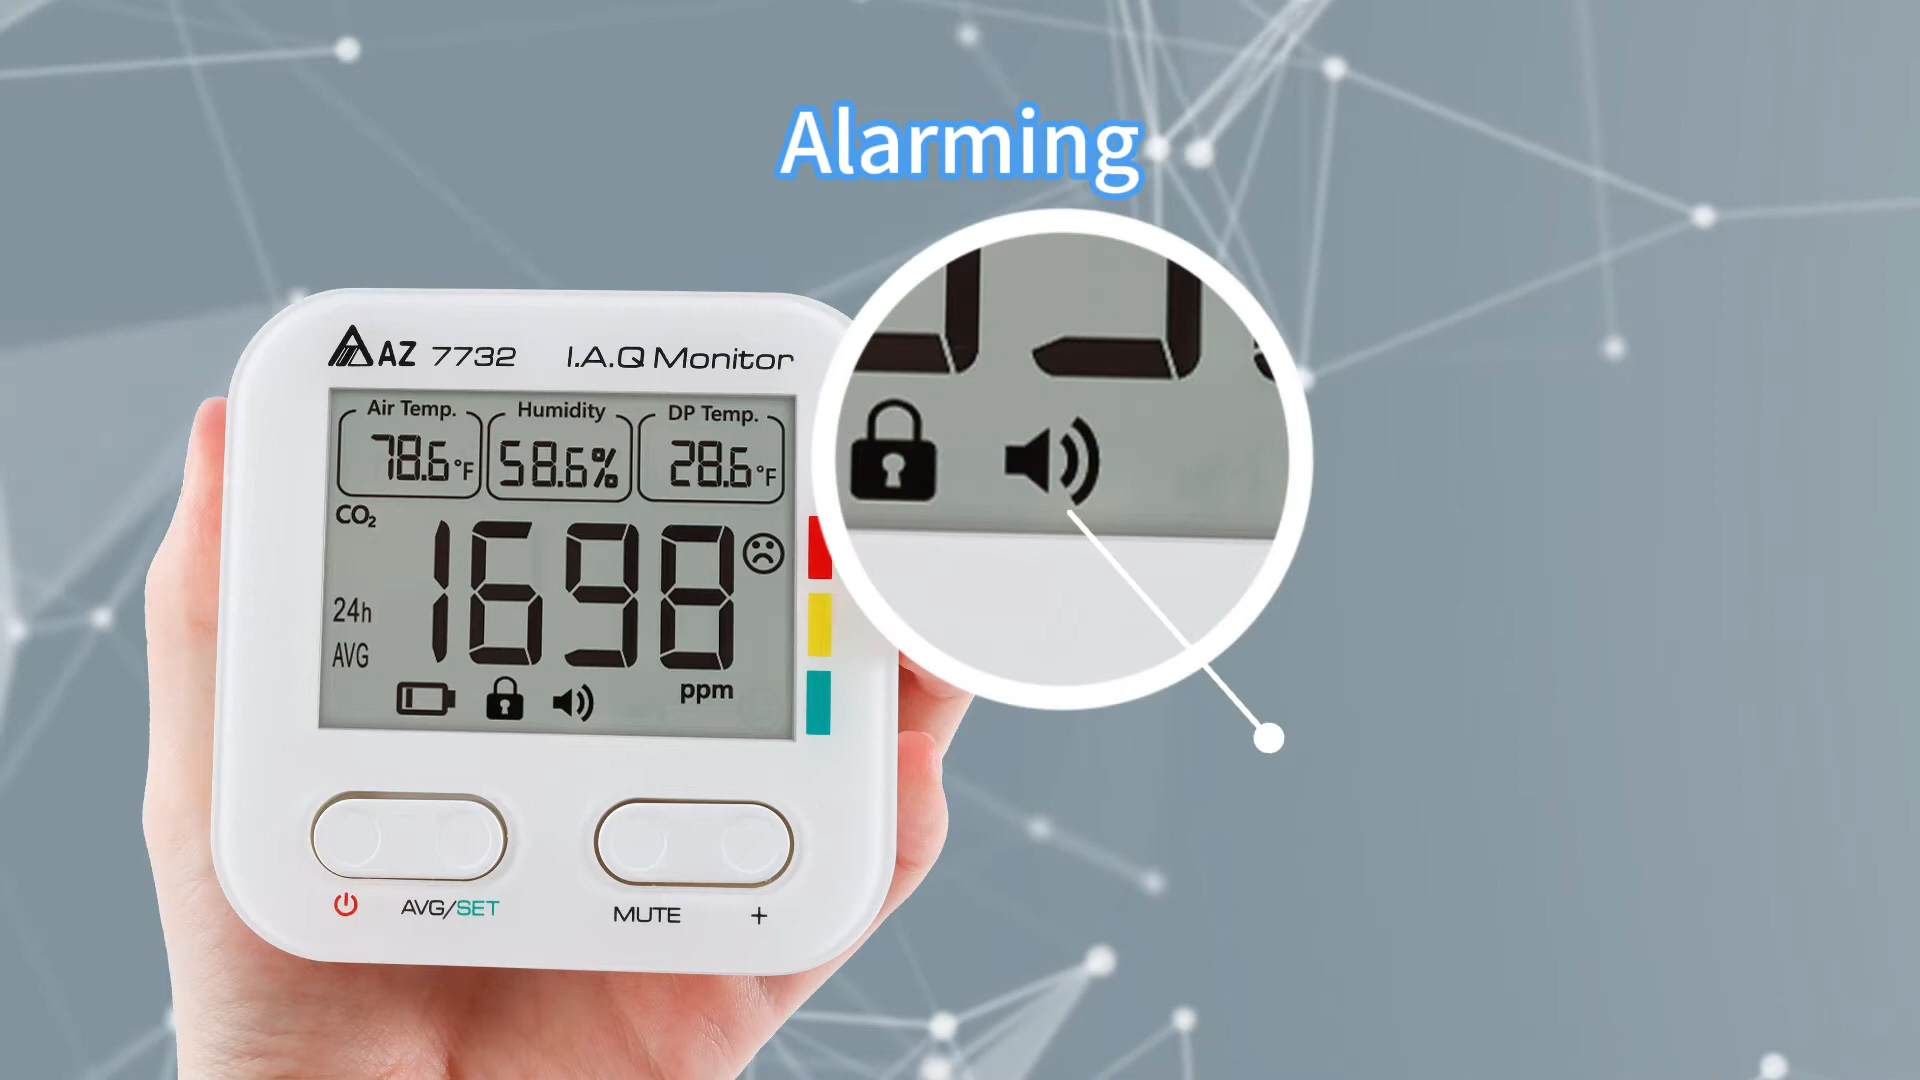 Alarming
AZ 7732 I.A.Q Monitor
Air Temp. Humidity DP Temp.
78.6°F 58.6% 28.6°F
CO₂
1698
24h
AVG
ppm
AVG/SET MUTE +